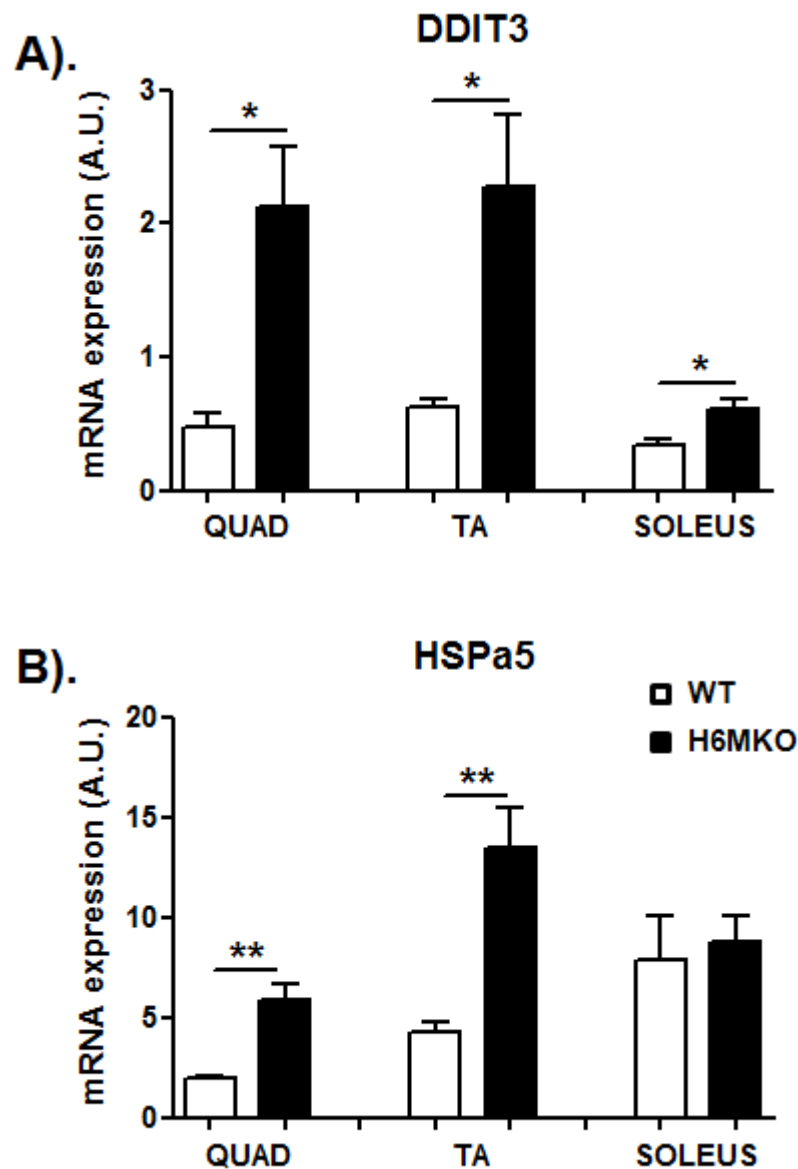 DDIT3
A).
mRNA expression (A.U.)
3
2
1
0
*
*
*
QUAD TA SOLEUS
HSPa5
B).
WT
H6MKO
mRNA expression (A.U.)
20
15
10
5
0
**
**
QUAD TA SOLEUS